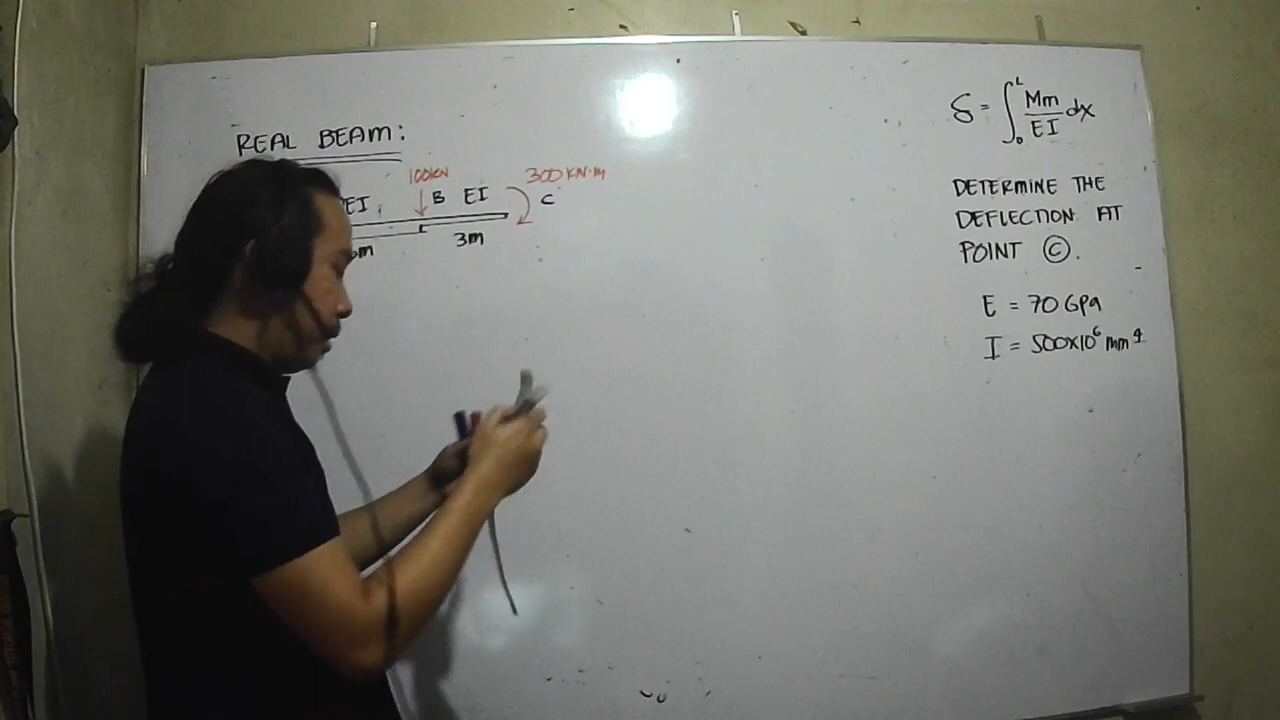 REAL BEAM:
100KN
300 KN·M
EI
B
EI
C
3m
δ = ∫₀ᴸ Mm/EI dx
DETERMINE THE
DEFLECTION AT
POINT Ⓒ.
E = 70 GPa
I = 500x10⁶ mm⁴